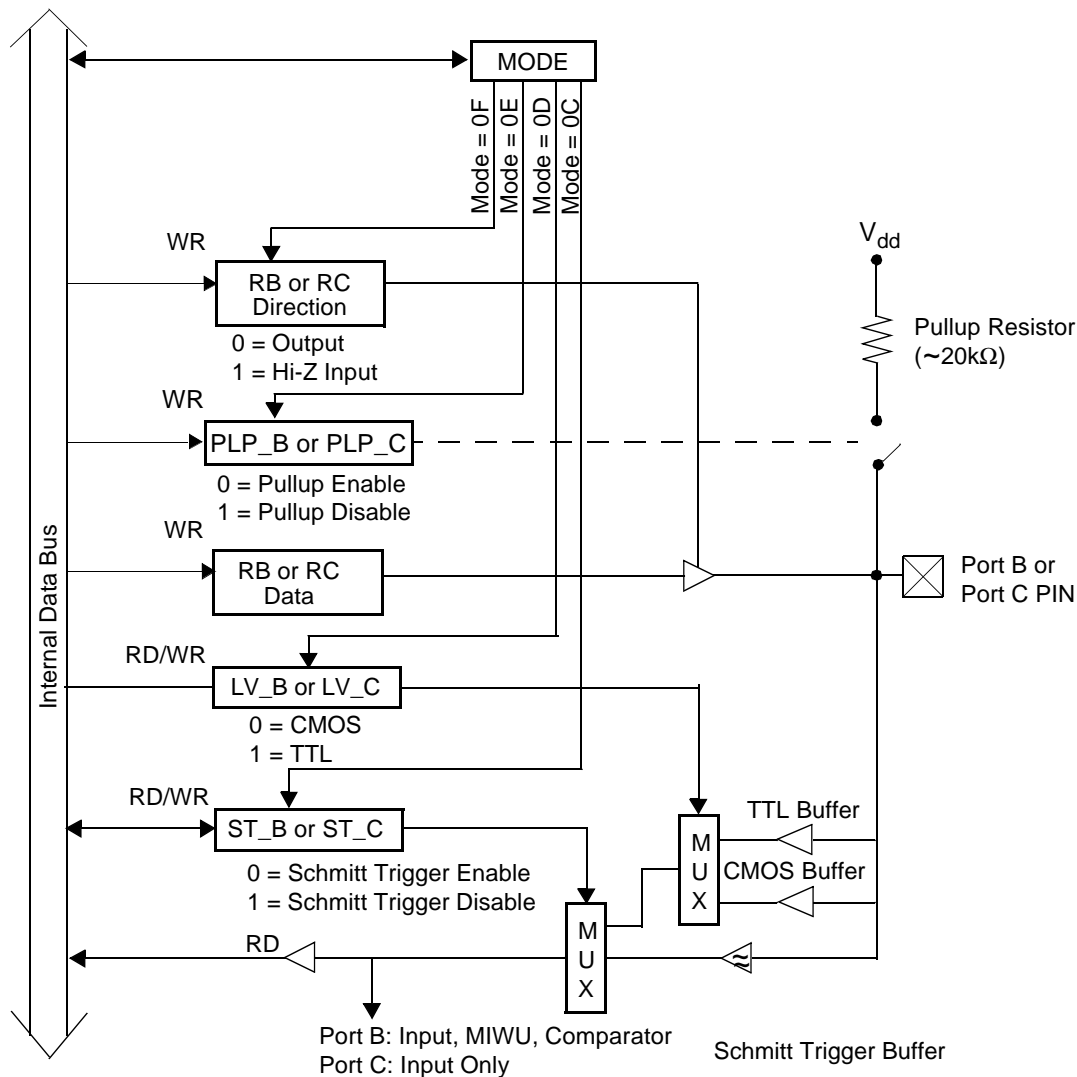 MODE
Mode = 0F
Mode = 0E
Mode = 0D
Mode = 0C
WR
RB or RC
Direction
0 = Output
1 = Hi-Z Input
Vdd
Pullup Resistor
(~20kΩ)
WR
PLP_B or PLP_C
0 = Pullup Enable
1 = Pullup Disable
WR
RB or RC
Data
Port B or
Port C PIN
Internal Data Bus
RD/WR
LV_B or LV_C
0 = CMOS
1 = TTL
RD/WR
ST_B or ST_C
0 = Schmitt Trigger Enable
1 = Schmitt Trigger Disable
TTL Buffer
CMOS Buffer
MUX
MUX
RD
Port B: Input, MIWU, Comparator
Port C: Input Only
Schmitt Trigger Buffer